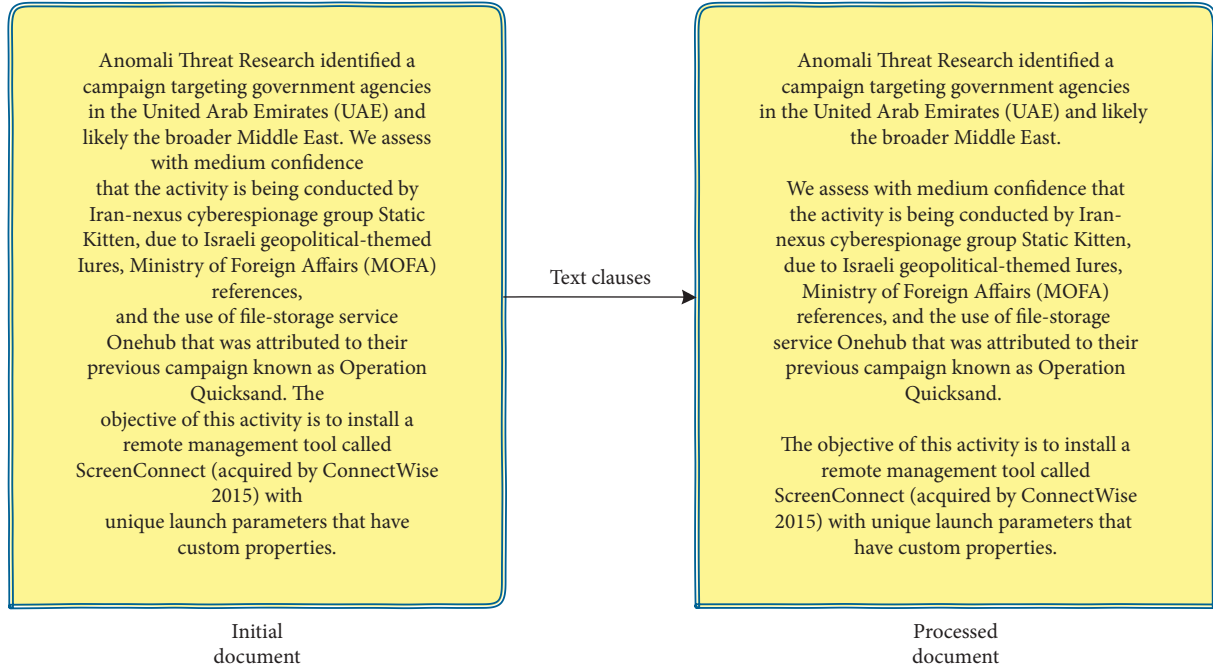 Anomali Threat Research identified a
campaign targeting government agencies
in the United Arab Emirates (UAE) and
likely the broader Middle East. We assess
with medium confidence
that the activity is being conducted by
Iran-nexus cyberespionage group Static
Kitten, due to Israeli geopolitical-themed
Iures, Ministry of Foreign Affairs (MOFA)
references,
and the use of file-storage service
Onehub that was attributed to their
previous campaign known as Operation
Quicksand. The
objective of this activity is to install a
remote management tool called
ScreenConnect (acquired by ConnectWise
2015) with
unique launch parameters that have
custom properties.
Initial
document
Text clauses
Anomali Threat Research identified a
campaign targeting government agencies
in the United Arab Emirates (UAE) and likely
the broader Middle East.
We assess with medium confidence that
the activity is being conducted by Iran-
nexus cyberespionage group Static Kitten,
due to Israeli geopolitical-themed Iures,
Ministry of Foreign Affairs (MOFA)
references, and the use of file-storage
service Onehub that was attributed to their
previous campaign known as Operation
Quicksand.
The objective of this activity is to install a
remote management tool called
ScreenConnect (acquired by ConnectWise
2015) with unique launch parameters that
have custom properties.
Processed
document